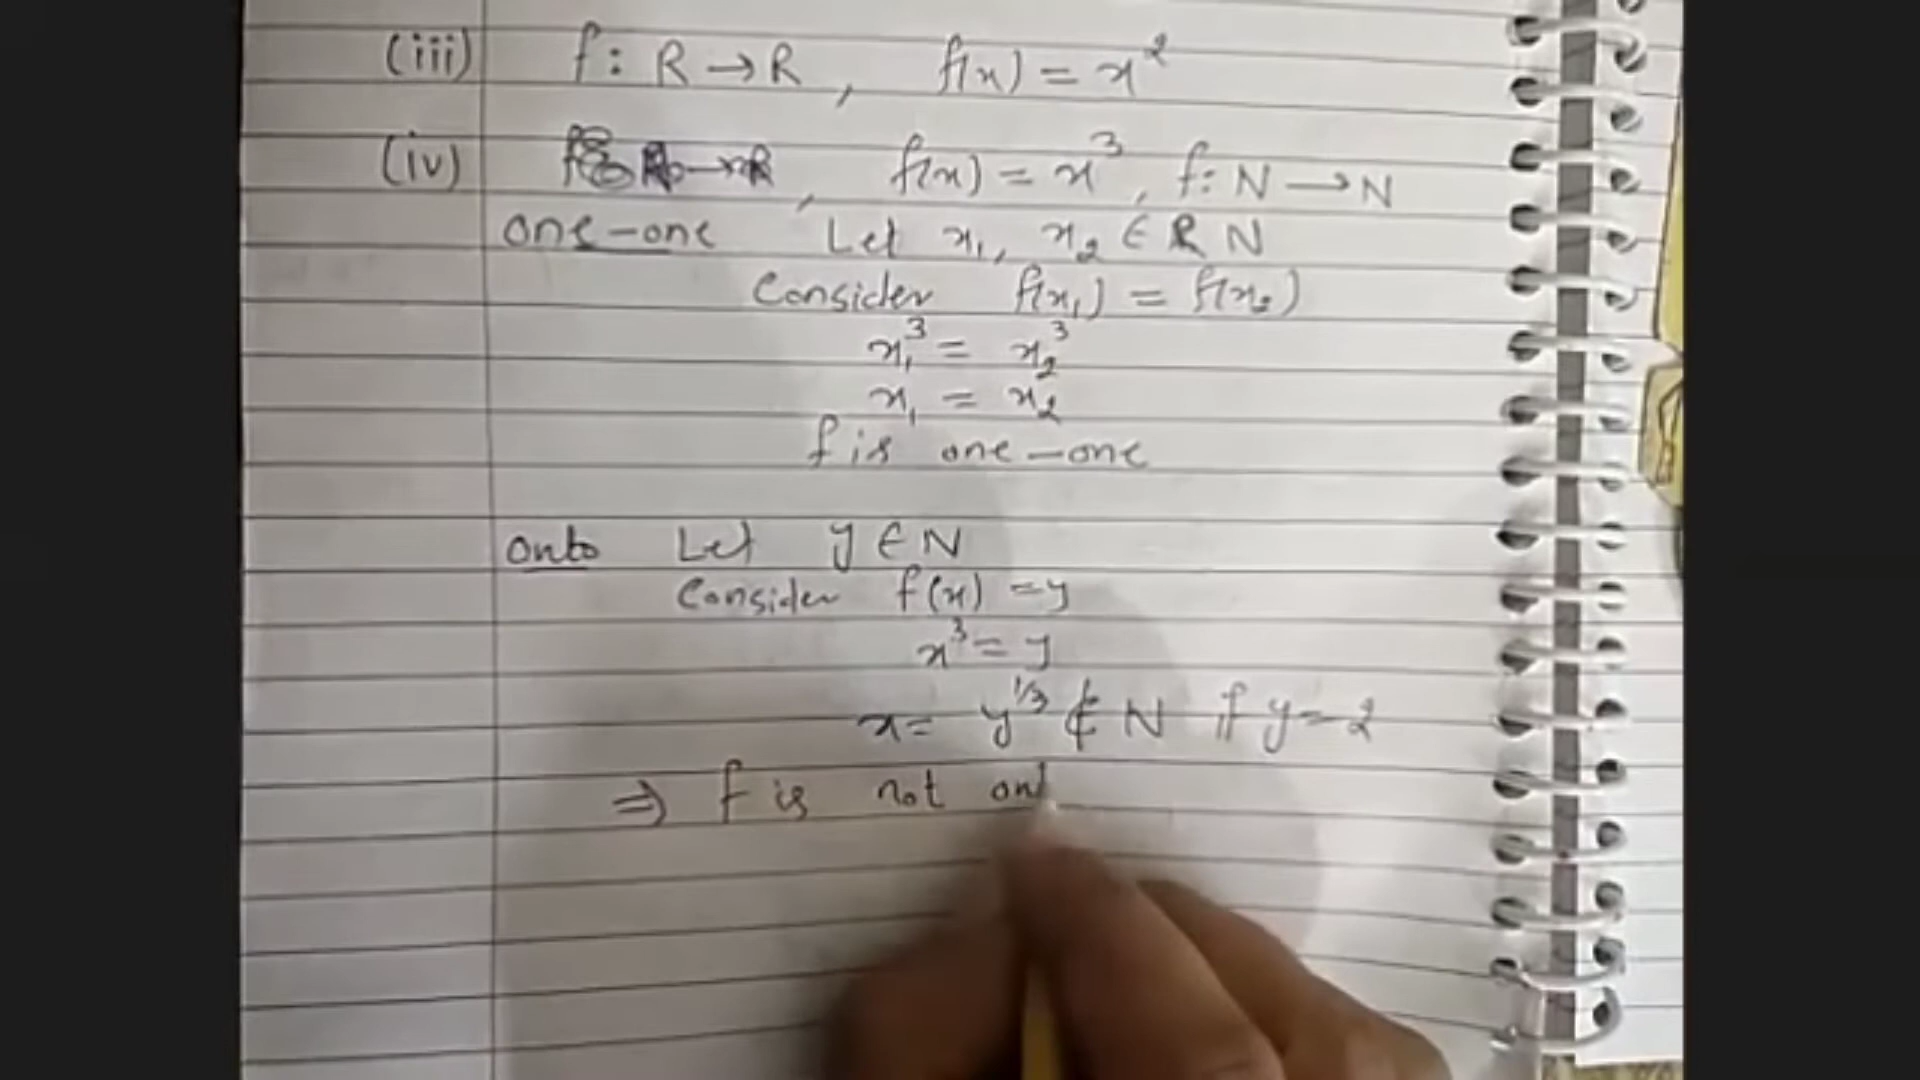 (iii) f : R → R , f(x) = x²
(iv) , f(x) = x³ , f : N → N
one-one Let x₁, x₂ ∈ R N
Consider f(x₁) = f(x₂)
x₁³ = x₂³
x₁ = x₂
f is one-one
onto Let y ∈ N
Consider f(x) = y
x³ = y
x = y^1/3 ∉ N if y = 2
⇒ f is not ont